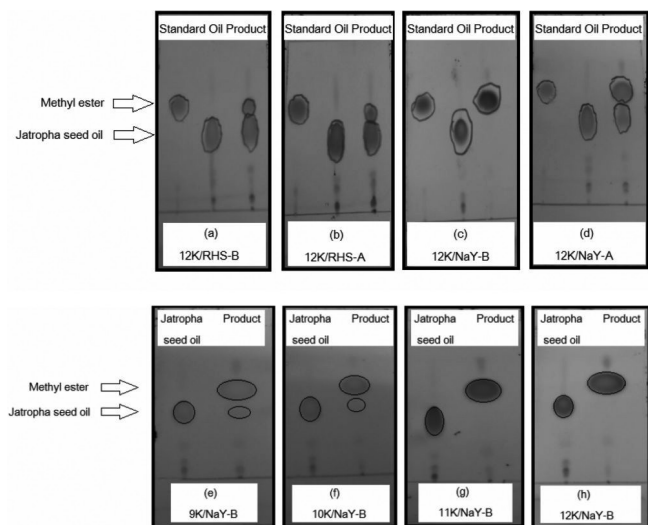 Standard Oil Product
Standard Oil Product
Standard Oil Product
Standard Oil Product
Methyl ester
Jatropha seed oil
(a)
12K/RHS-B
(b)
12K/RHS-A
(c)
12K/NaY-B
(d)
12K/NaY-A
Jatropha Product
seed oil
Jatropha Product
seed oil
Jatropha Product
seed oil
Jatropha Product
seed oil
Methyl ester
Jatropha seed oil
(e)
9K/NaY-B
(f)
10K/NaY-B
(g)
11K/NaY-B
(h)
12K/NaY-B